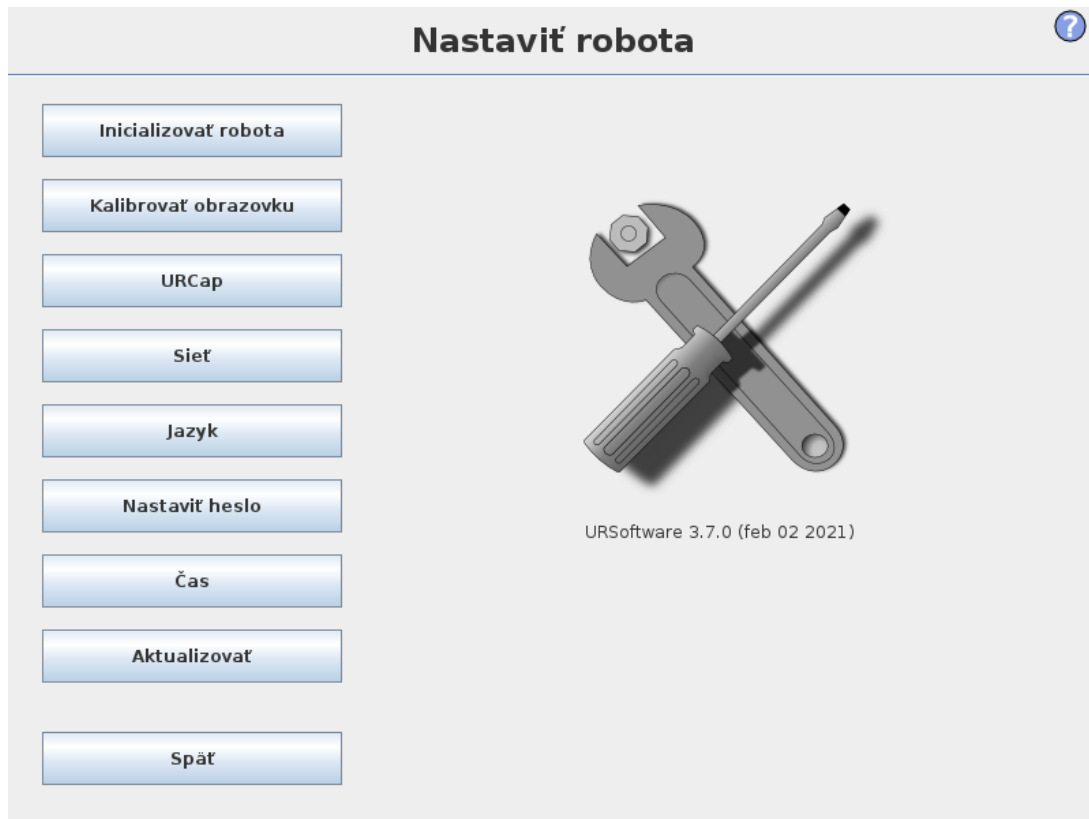 Nastaviť robota
?
Inicializovať robota
Kalibrovať obrazovku
URCap
Sieť
Jazyk
Nastaviť heslo
Čas
Aktualizovať
Späť
URSoftware 3.7.0 (feb 02 2021)